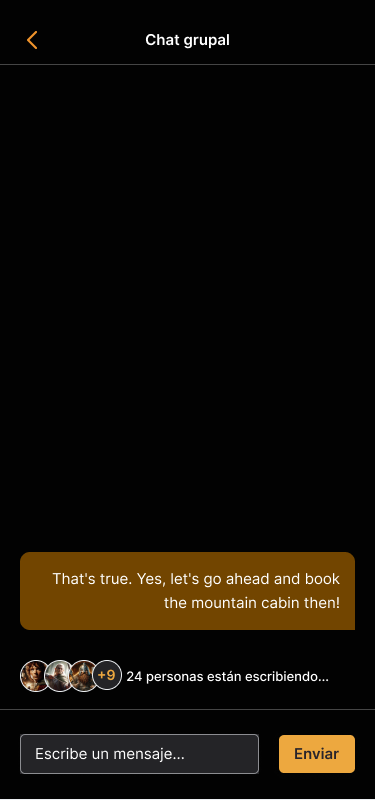 Chat grupal
That's true. Yes, let's go ahead and book
the mountain cabin then!
+9 24 personas están escribiendo...
Escribe un mensaje... Enviar